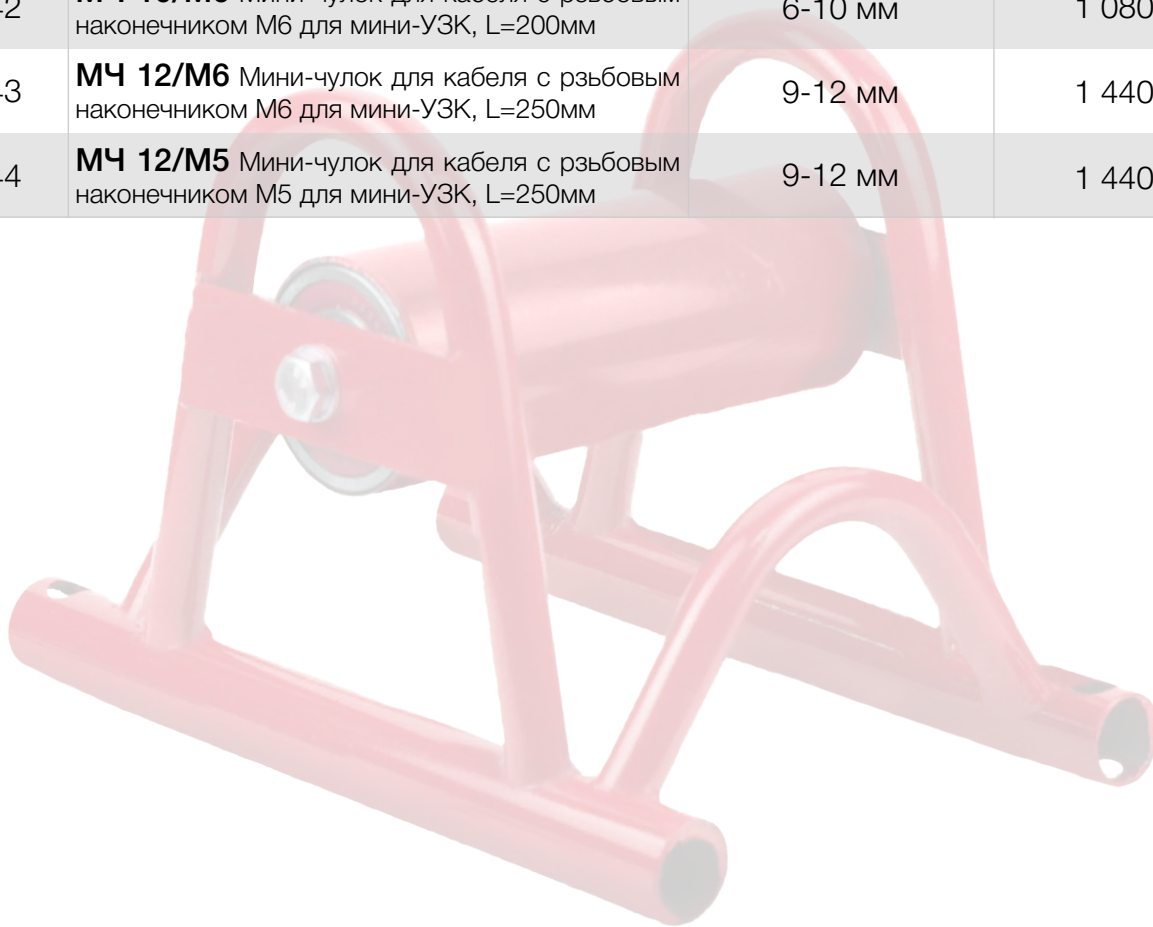 наконечником М6 для мини-УЗК, L=200мм
6-10 мм
1 080
МЧ 12/М6 Мини-чулок для кабеля с рзьбовым
наконечником М6 для мини-УЗК, L=250мм
9-12 мм
1 440
МЧ 12/М5 Мини-чулок для кабеля с рзьбовым
наконечником М5 для мини-УЗК, L=250мм
9-12 мм
1 440